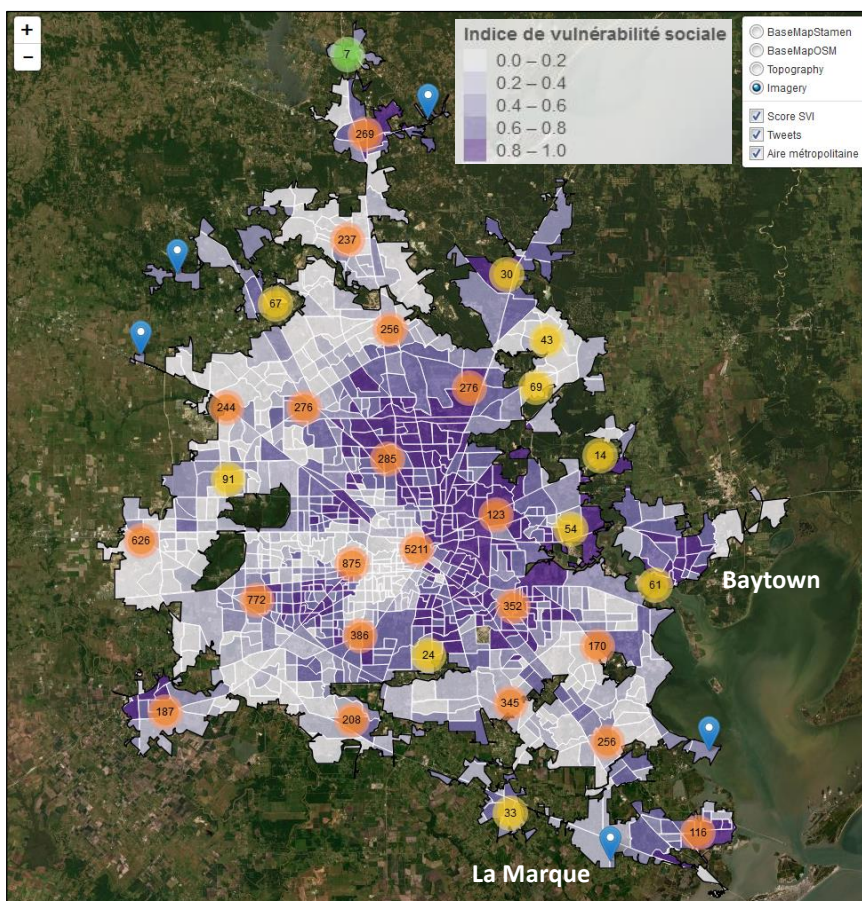 +
−
Indice de vulnérabilité sociale
0.0 – 0.2
0.2 – 0.4
0.4 – 0.6
0.6 – 0.8
0.8 – 1.0
BaseMapStamen
BaseMapOSM
Topography
Imagery
Score SVI
Tweets
Aire métropolitaine
7
269
237
30
67
256
43
276
69
244
276
285
14
91
123
54
626
5211
875
61
Baytown
772
352
386
24
170
187
345
208
256
33
116
La Marque